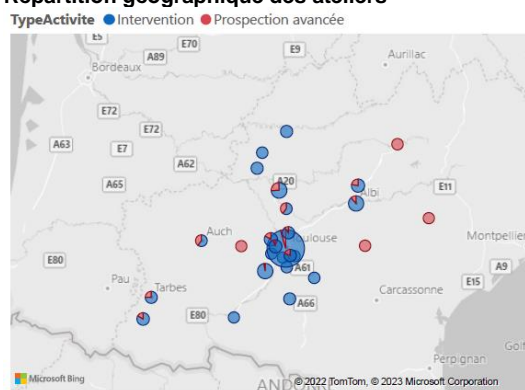 Répartition géographique des ateliers
TypeActivite Intervention Prospection avancée
E5
E70
E9
Aurillac
A89
Bordeaux
E72
E72
A63
E7
A62
A20
A65
Albi
E11
Auch
Toulouse
Montpellier
E80
A61
A9
E15
Pau
Tarbes
Carcassonne
A66
E80
Perpignan
Golf
Microsoft Bing
ANDORRE
© 2022 TomTom, © 2023 Microsoft Corporation